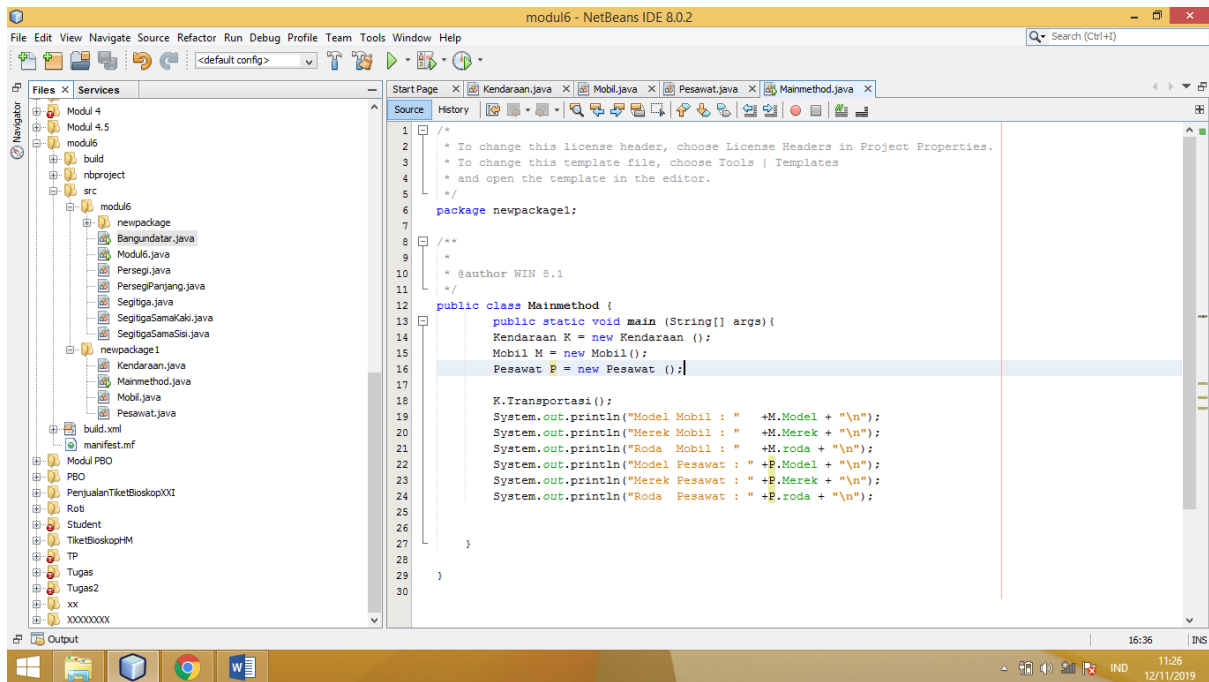 modul6 - NetBeans IDE 8.0.2
File Edit View Navigate Source Refactor Run Debug Profile Team Tools Window Help
Search (Ctrl+I)
<default config>
Files Services
Navigator
Modul 4
Modul 4.5
modul6
build
nbproject
src
modul6
newpackage
Bangundatar.java
Modul6.java
Persegi.java
PersegiPanjang.java
Segitiga.java
SegitigaSamaKaki.java
SegitigaSamaSisi.java
newpackage1
Kendaraan.java
Mainmethod.java
Mobil.java
Pesawat.java
build.xml
manifest.mf
Modul PBO
PBO
PenjualanTiketBioskopXXI
Roti
Student
TiketBioskopHM
TP
Tugas
Tugas2
xx
XXXXXXXX
Start Page Kendaraan.java Mobil.java Pesawat.java Mainmethod.java
Source History
1 /*
2 * To change this license header, choose License Headers in Project Properties.
3 * To change this template file, choose Tools | Templates
4 * and open the template in the editor.
5 */
6 package newpackage1;
7
8 /**
9 *
10 * @author WIN 8.1
11 */
12 public class Mainmethod {
13 public static void main (String[] args){
14 Kendaraan K = new Kendaraan ();
15 Mobil M = new Mobil();
16 Pesawat P = new Pesawat ();
17
18 K.Transportasi();
19 System.out.println("Model Mobil : " +M.Model + "\n");
20 System.out.println("Merek Mobil : " +M.Merek + "\n");
21 System.out.println("Roda Mobil : " +M.roda + "\n");
22 System.out.println("Model Pesawat : " +P.Model + "\n");
23 System.out.println("Merek Pesawat : " +P.Merek + "\n");
24 System.out.println("Roda Pesawat : " +P.roda + "\n");
25
26
27 }
28
29 }
30
Output
16:36 INS
IND
11:26
12/11/2019